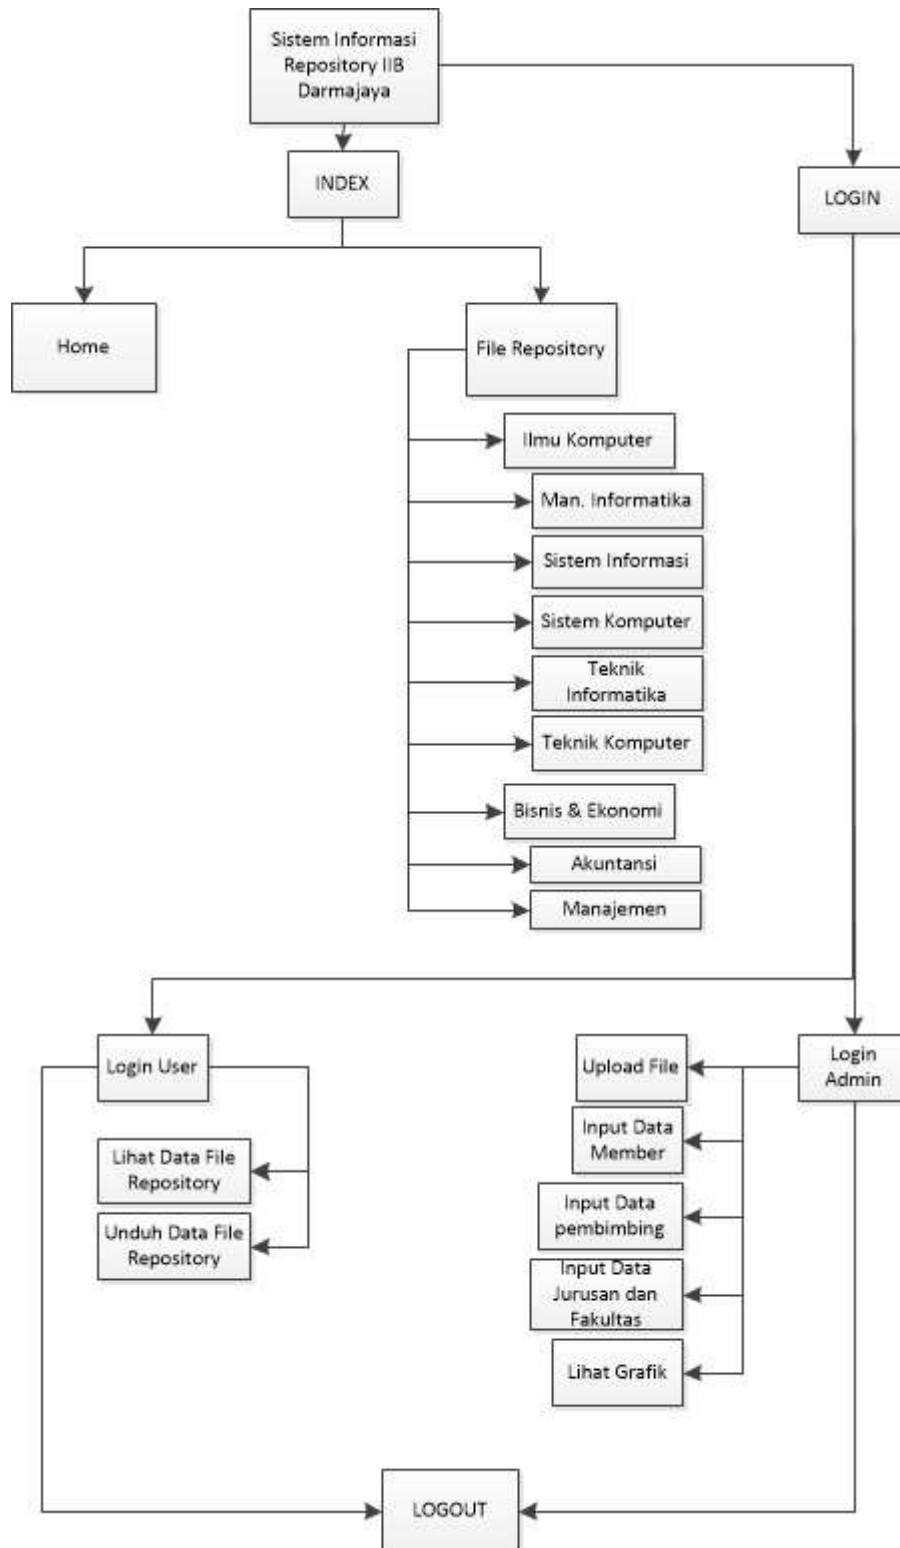 Sistem Informasi
Repository IIB
Darmajaya
INDEX
LOGIN
Home
File Repository
Ilmu Komputer
Man. Informatika
Sistem Informasi
Sistem Komputer
Teknik
Informatika
Teknik Komputer
Bisnis & Ekonomi
Akuntansi
Manajemen
Login User
Lihat Data File
Repository
Unduh Data File
Repository
Login
Admin
Upload File
Input Data
Member
Input Data
pembimbing
Input Data
Jurusan dan
Fakultas
Lihat Grafik
LOGOUT